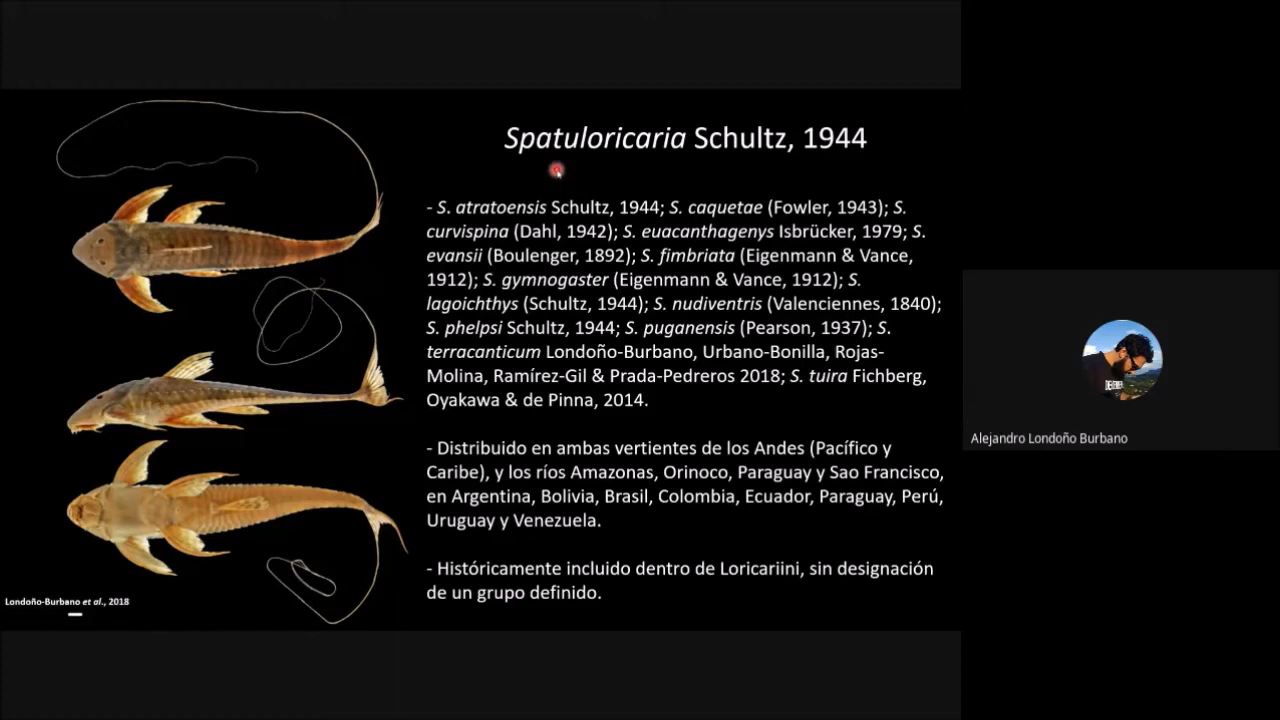 Spatuloricaria Schultz, 1944
- S. atratoensis Schultz, 1944; S. caquetae (Fowler, 1943); S.
curvispina (Dahl, 1942); S. euacanthagenys Isbrücker, 1979; S.
evansii (Boulenger, 1892); S. fimbriata (Eigenmann & Vance,
1912); S. gymnogaster (Eigenmann & Vance, 1912); S.
lagoichthys (Schultz, 1944); S. nudiventris (Valenciennes, 1840);
S. phelpsi Schultz, 1944; S. puganensis (Pearson, 1937); S.
terracanticum Londoño-Burbano, Urbano-Bonilla, Rojas-
Molina, Ramírez-Gil & Prada-Pedreros 2018; S. tuira Fichberg,
Oyakawa & de Pinna, 2014.
- Distribuido en ambas vertientes de los Andes (Pacífico y
Caribe), y los ríos Amazonas, Orinoco, Paraguay y Sao Francisco,
en Argentina, Bolivia, Brasil, Colombia, Ecuador, Paraguay, Perú,
Uruguay y Venezuela.
- Históricamente incluido dentro de Loricariini, sin designación
de un grupo definido.
Londoño-Burbano et al., 2018
Alejandro Londoño Burbano